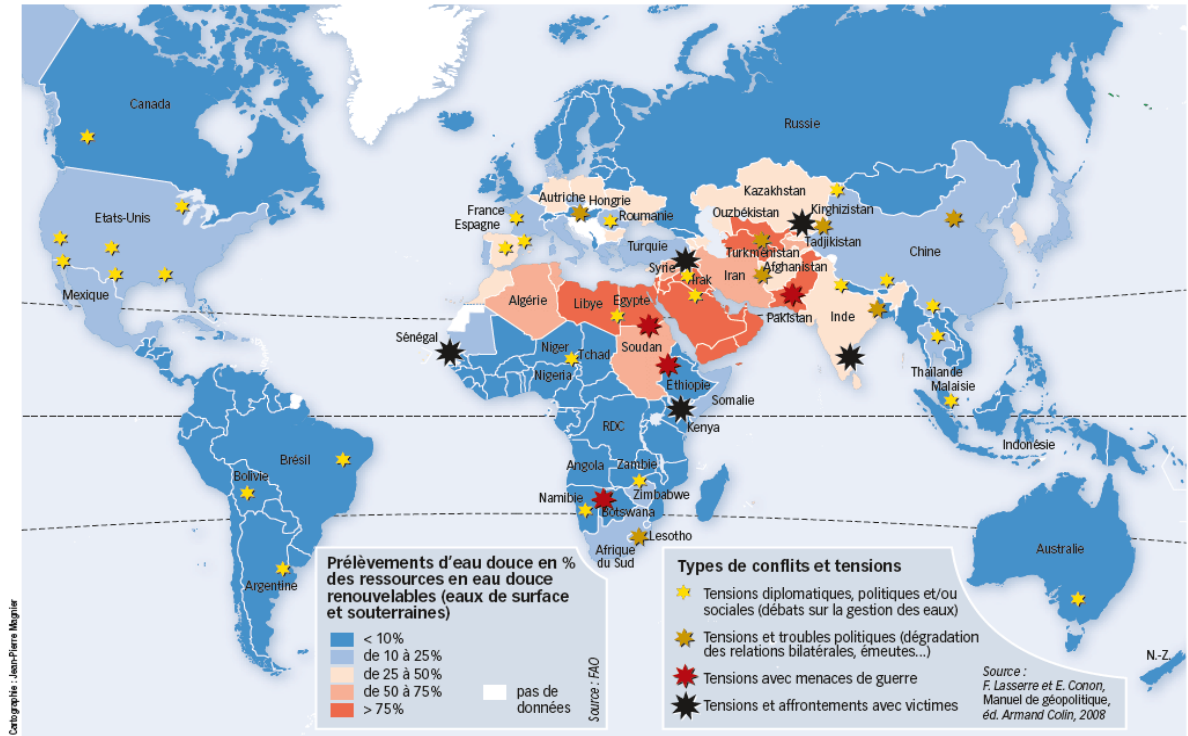 Canada
Russie
Etats-Unis
Mexique
France
Espagne
Autriche
Hongrie
Roumanie
Turquie
Kazakhstan
Ouzbékistan
Kirghizistan
Tadjikistan
Turkménistan
Afghanistan
Chine
Syrie
Irak
Iran
Algérie
Libye
Egypte
Pakistan
Inde
Sénégal
Niger
Tchad
Soudan
Nigeria
Ethiopie
Somalie
Thaïlande
Malaisie
RDC
Kenya
Indonésie
Brésil
Bolivie
Angola
Zambie
Namibie
Zimbabwe
Botswana
Lesotho
Afrique
du Sud
Argentine
Australie
N.-Z.
Prélèvements d'eau douce en %
des ressources en eau douce
renouvelables (eaux de surface
et souterraines)
< 10%
de 10 à 25%
de 25 à 50%
de 50 à 75%
> 75%
pas de
données
Source : FAO
Types de conflits et tensions
Tensions diplomatiques, politiques et/ou
sociales (débats sur la gestion des eaux)
Tensions et troubles politiques (dégradation
des relations bilatérales, émeutes...)
Tensions avec menaces de guerre
Tensions et affrontements avec victimes
Source :
F. Lasserre et E. Conon,
Manuel de géopolitique,
éd. Armand Colin, 2008
Cartographie : Jean-Pierre Magnier